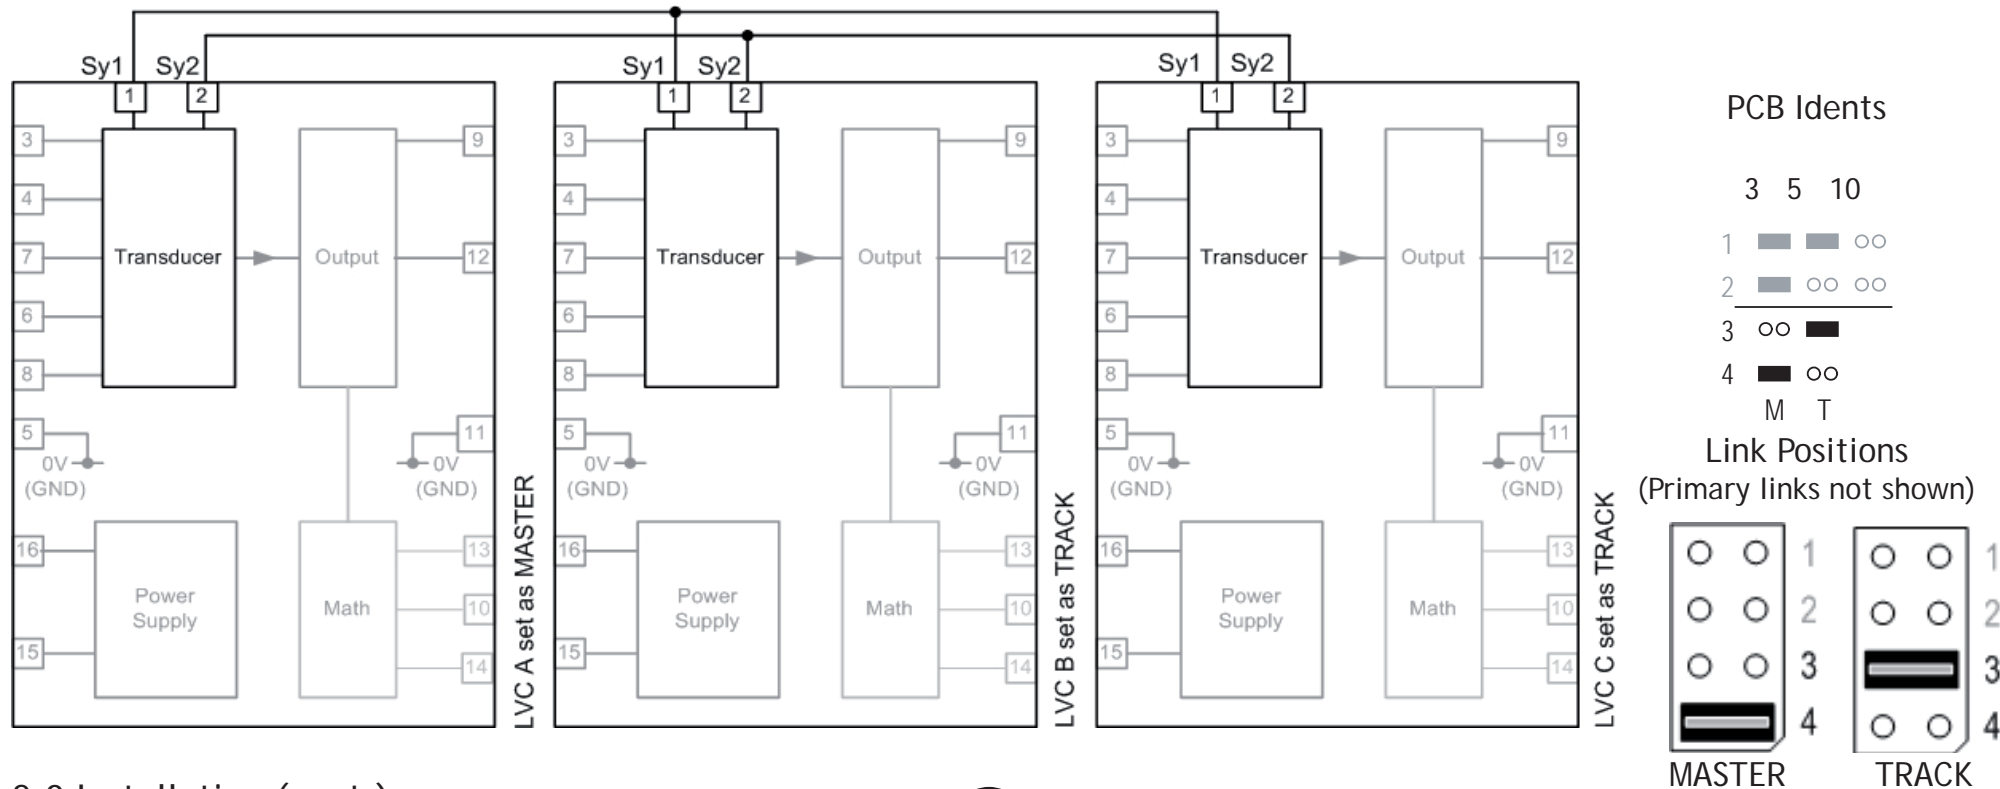 Sy1 Sy2
1 2
3
4
7
6
8
5
0V
(GND)
16
15
Transducer
Output
9
12
11
0V
(GND)
Power
Supply
Math
13
10
14
LVC A set as MASTER
Sy1 Sy2
1 2
3
4
7
6
8
5
0V
(GND)
16
15
Transducer
Output
9
12
11
0V
(GND)
Power
Supply
Math
13
10
14
LVC B set as TRACK
Sy1 Sy2
1 2
3
4
7
6
8
5
0V
(GND)
16
15
Transducer
Output
9
12
11
0V
(GND)
Power
Supply
Math
13
10
14
LVC C set as TRACK
PCB Idents
3 5 10
1
2
3
4
M T
Link Positions
(Primary links not shown)
1
2
3
4
MASTER
1
2
3
4
TRACK